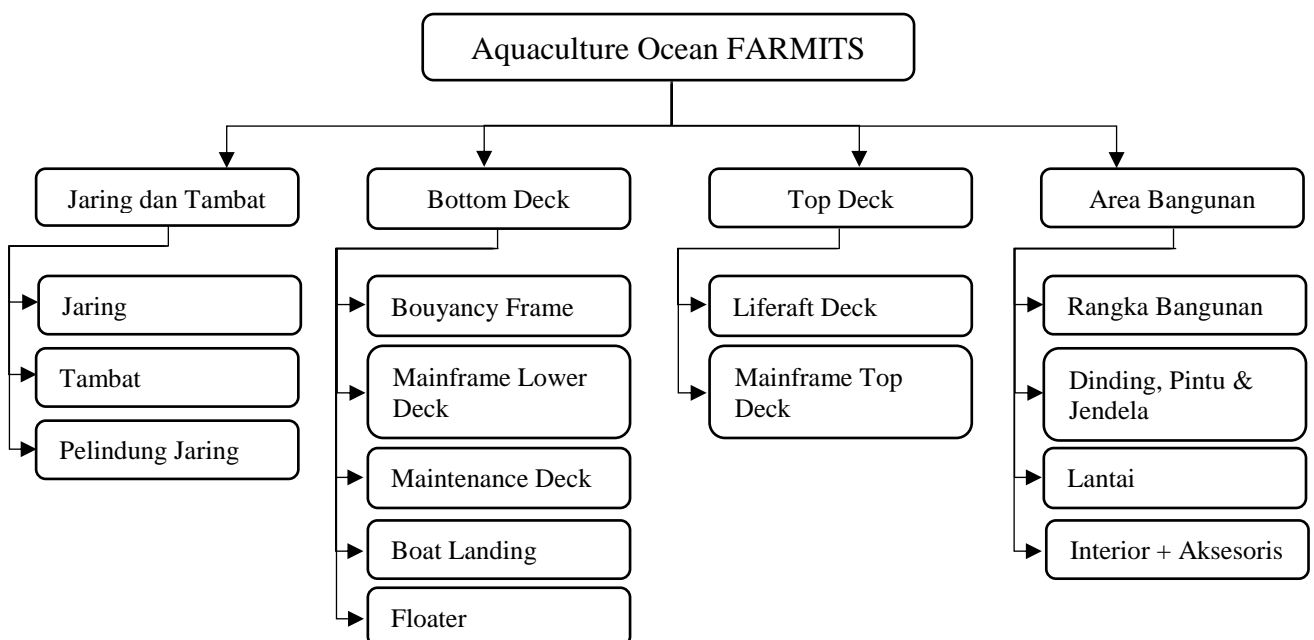 Aquaculture Ocean FARMITS
Jaring dan Tambat
Jaring
Tambat
Pelindung Jaring
Bottom Deck
Bouyancy Frame
Mainframe Lower
Deck
Maintenance Deck
Boat Landing
Floater
Top Deck
Liferaft Deck
Mainframe Top
Deck
Area Bangunan
Rangka Bangunan
Dinding, Pintu &
Jendela
Lantai
Interior + Aksesoris